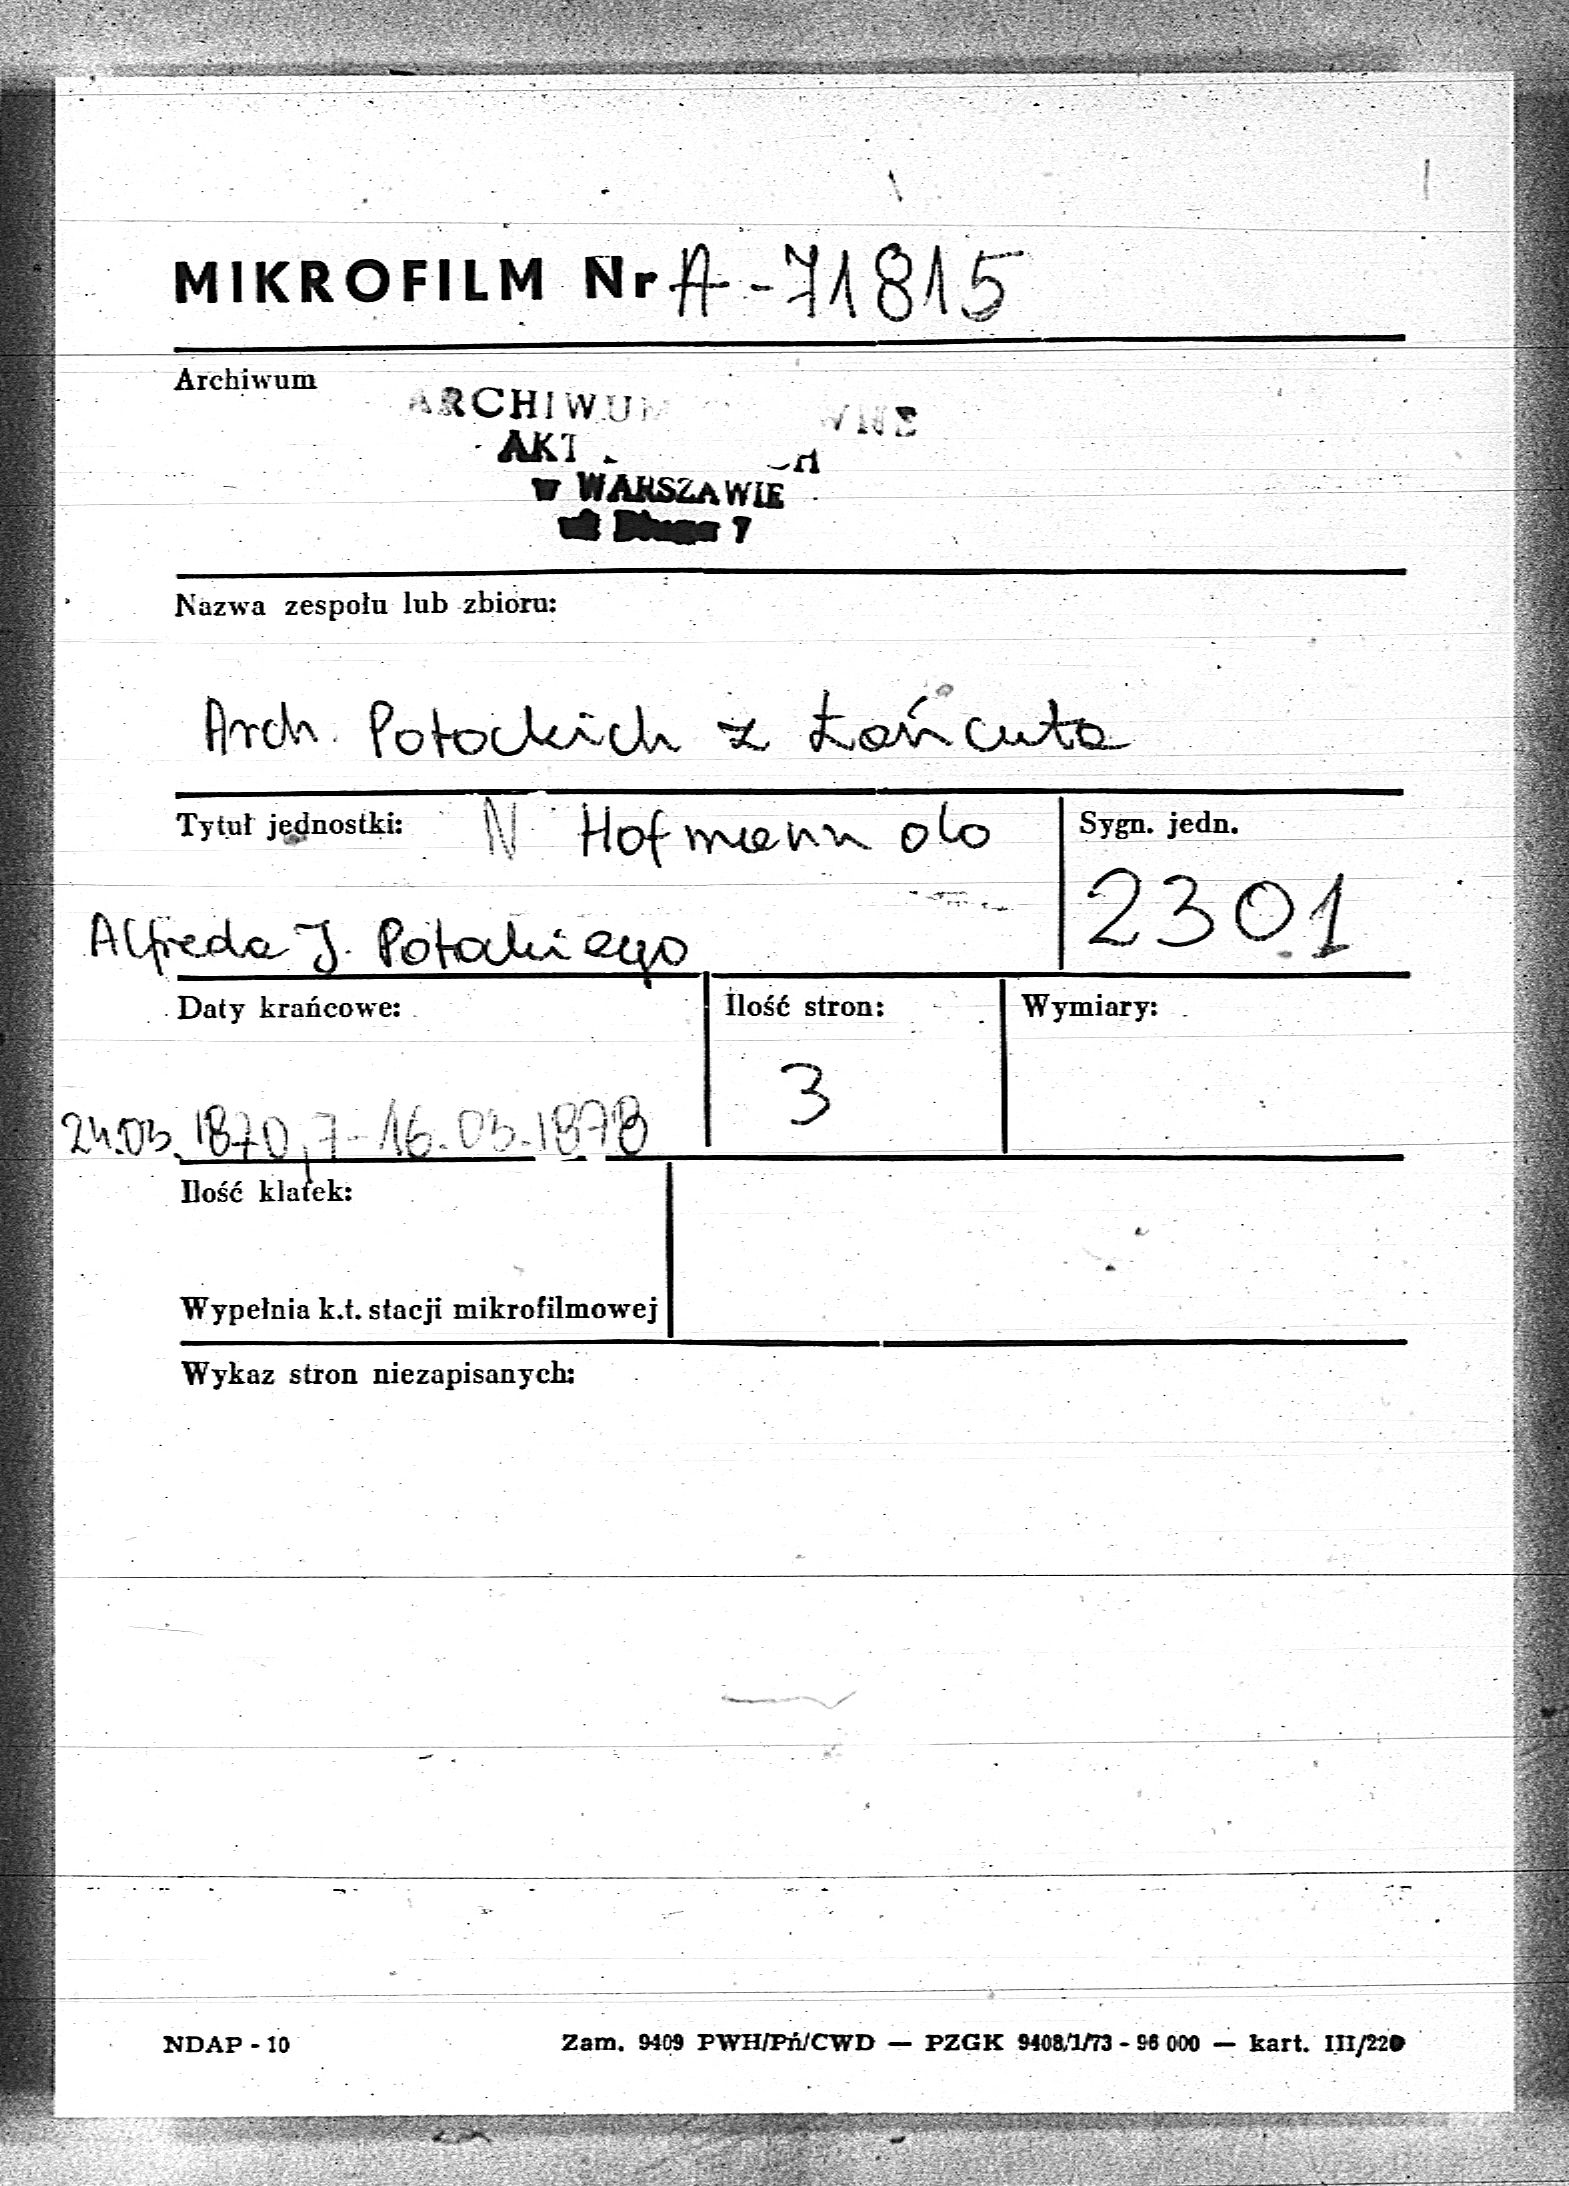 MIKROFILM Nr A-71815
Archiwum
ARCHIWUM
AKT
w WARSZAWIE
ul. Długa 7
Nazwa zespołu lub zbioru:
Arch. Potockich z Łańcuta
Tytuł jednostki: N Hofmann do
Sygn. jedn.
2301
Alfreda J. Potockiego
Daty krańcowe:
Ilość stron:
Wymiary:
3
24.03.1870, 7-16.03.1878
Ilość klatek:
Wypełnia k.t. stacji mikrofilmowej
Wykaz stron niezapisanych:
NDAP - 10
Zam. 9409 PWH/Pń/CWD — PZGK 9408/1/73 - 96 000 — kart. III/220